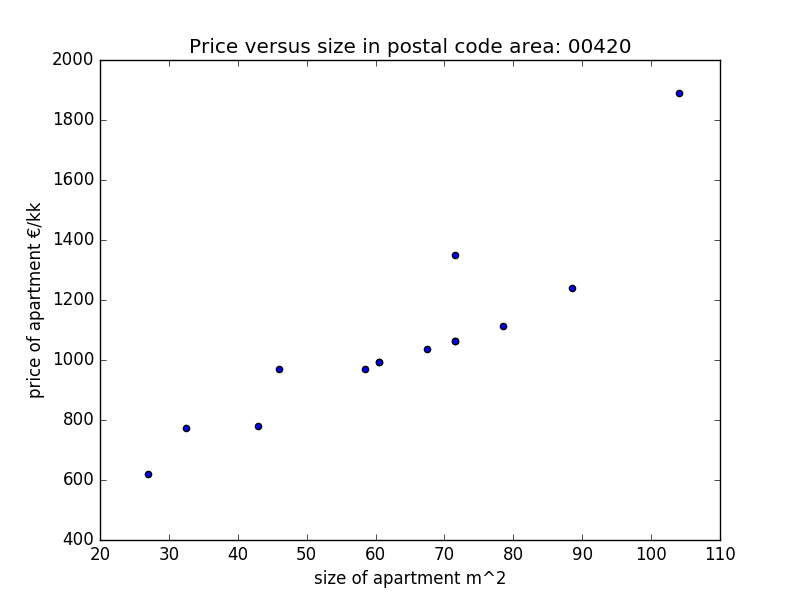 Price versus size in postal code area: 00420
2000
1800
1600
1400
1200
1000
800
600
400
price of apartment €/kk
20 30 40 50 60 70 80 90 100 110
size of apartment m^2